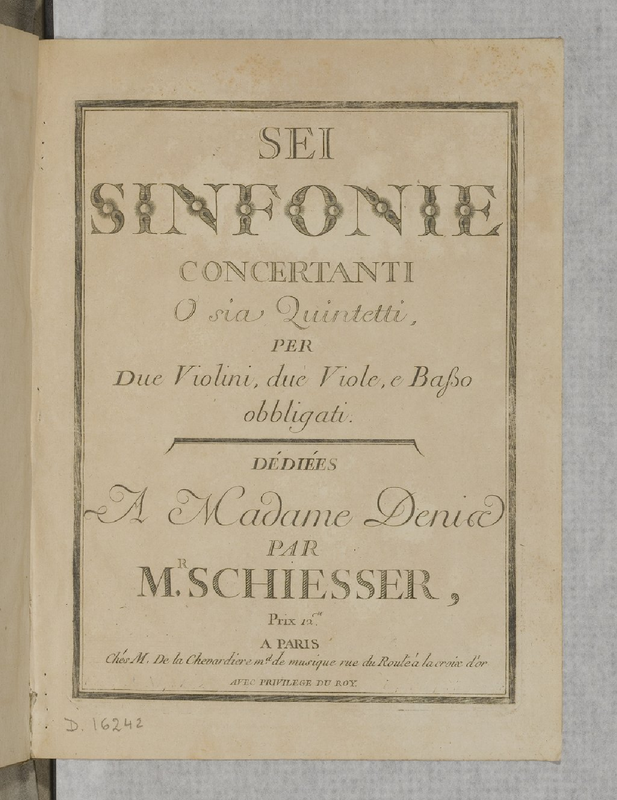 SEI
SINFONIE
CONCERTANTI
O sia Quintetti,
PER
Due Violini, due Viole, e Baßo
obbligati.
DÉDIÉES
A Madame Denis
PAR
M.R SCHIESSER,
Prix 12.
A PARIS
Chés M. De la Chevardiere md. de musique rue du Roule à la croix d'or
AVEC PRIVILEGE DU ROY.
D. 16242